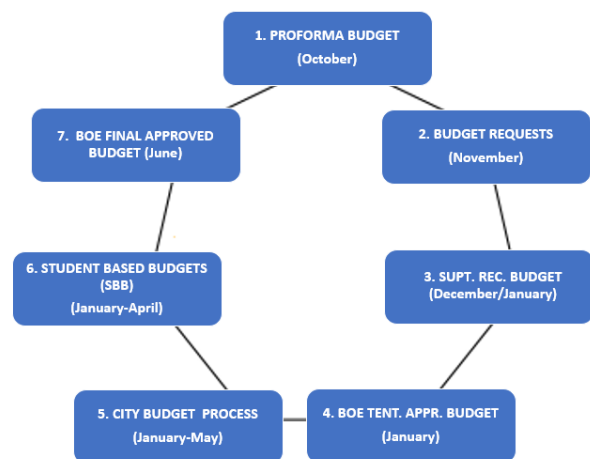 1. PROFORMA BUDGET
(October)
2. BUDGET REQUESTS
(November)
3. SUPT. REC. BUDGET
(December/January)
4. BOE TENT. APPR. BUDGET
(January)
5. CITY BUDGET PROCESS
(January-May)
6. STUDENT BASED BUDGETS
(SBB)
(January-April)
7. BOE FINAL APPROVED
BUDGET (June)